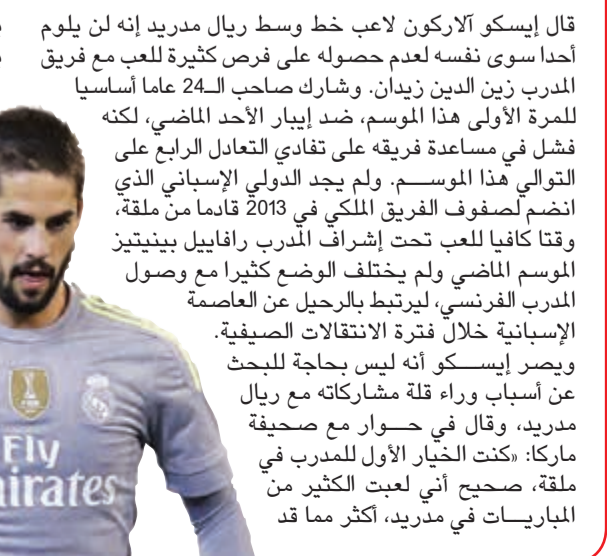 قال إيسكو آلاركون لاعب خط وسط ريال مدريد إنه لن يلوم
أحدا سوى نفسه لعدم حصوله على فرص كثيرة للعب مع فريق
المدرب زين الدين زيدان. وشارك صاحب الـ24 عاما أساسيا
للمرة الأولى هذا الموسم، ضد إيبار الأحد الماضي، لكنه
فشل في مساعدة فريقه على تفادي التعادل الرابع على
التوالي هذا الموسم. ولم يجد الدولي الإسباني الذي
انضم لصفوف الفريق الملكي في 2013 قادما من ملقة،
وقتا كافيا للعب تحت إشراف المدرب رافاييل بينيتيز
الموسم الماضي ولم يختلف الوضع كثيرا مع وصول
المدرب الفرنسي، ليرتبط بالرحيل عن العاصمة
الإسبانية خلال فترة الانتقالات الصيفية.
ويصر إيسكو أنه ليس بحاجة للبحث
عن أسباب وراء قلة مشاركاته مع ريال
مدريد، وقال في حوار مع صحيفة
ماركا: «كنت الخيار الأول للمدرب في
ملقة، صحيح أني لعبت الكثير من
المباريات في مدريد، أكثر مما قد
Fly
irates